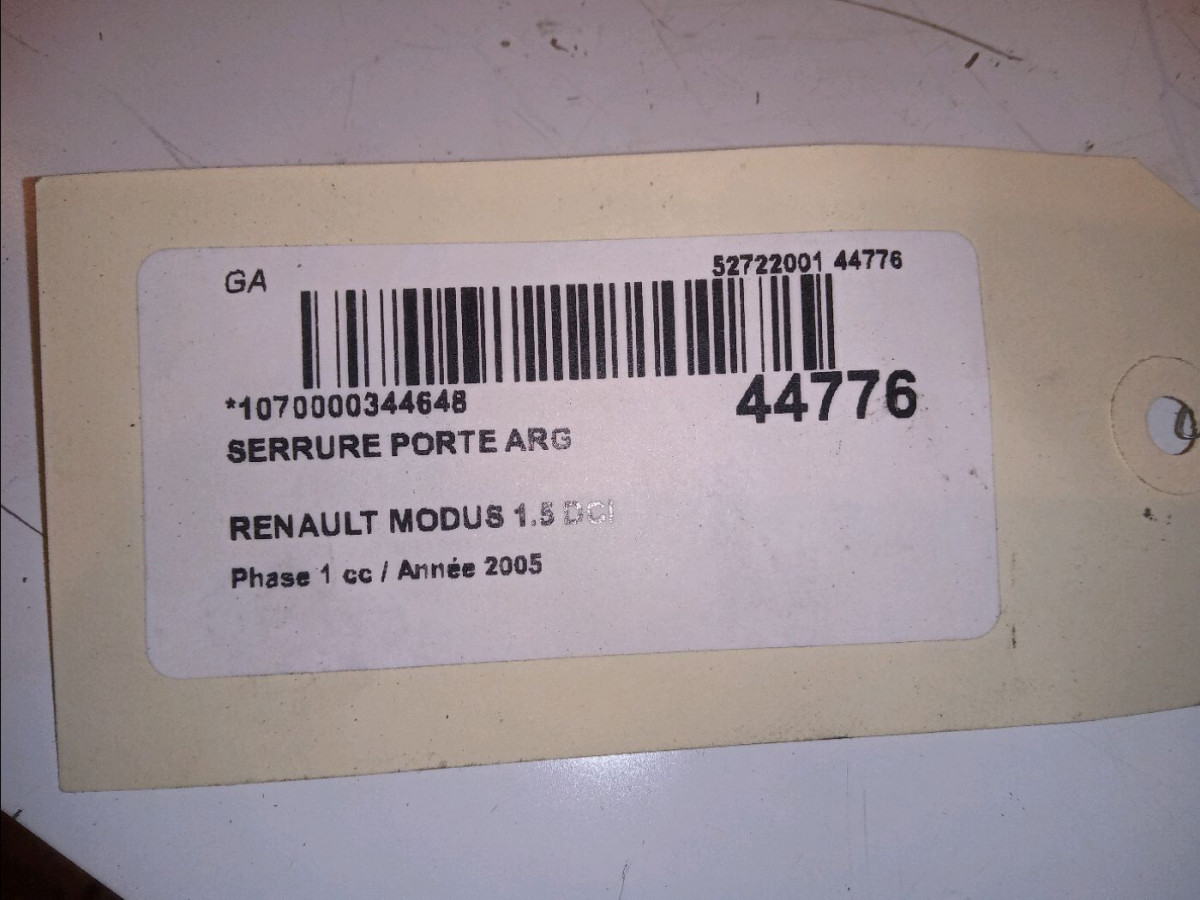 GA
52722001 44776
*1070000344648
44776
SERRURE PORTE ARG
RENAULT MODUS 1.5 DCI
Phase 1 cc / Année 2005